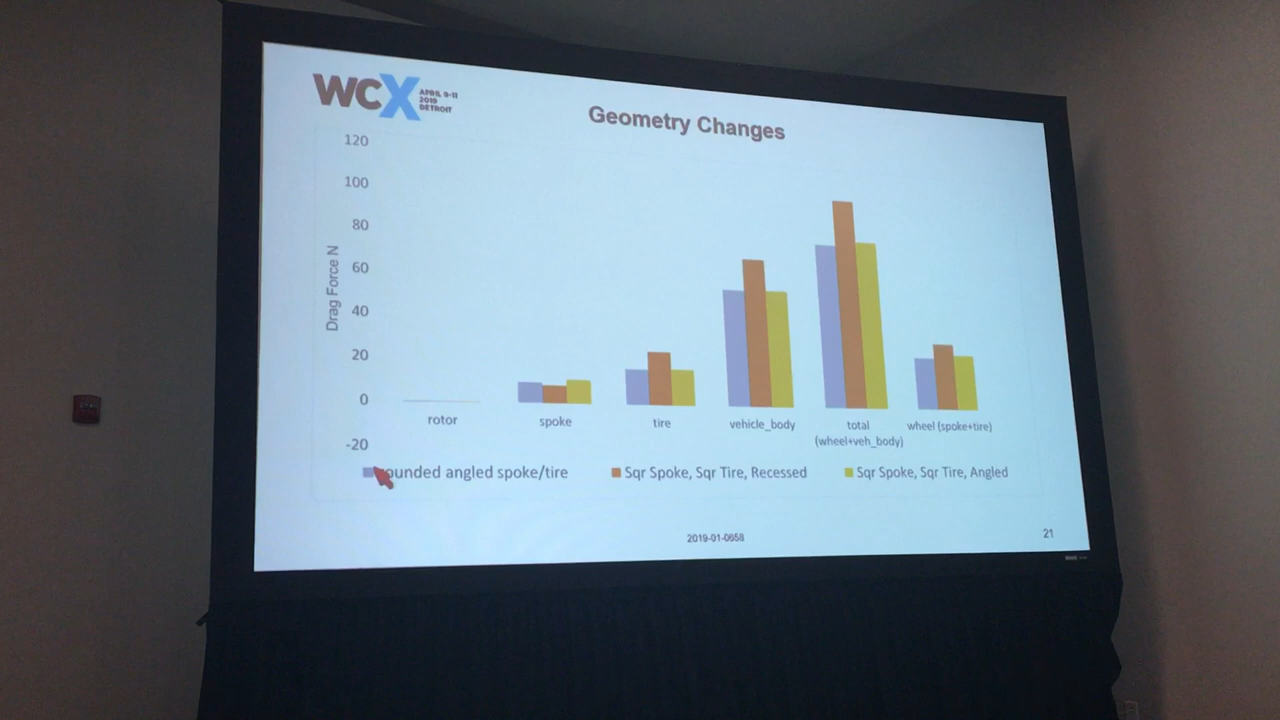 WCX
APRIL 9-11
2019
DETROIT
Geometry Changes
120
100
80
60
40
20
0
-20
Drag Force N
rotor
spoke
tire
vehicle_body
total
(wheel+veh_body)
wheel (spoke+tire)
ounded angled spoke/tire
Sqr Spoke, Sqr Tire, Recessed
Sqr Spoke, Sqr Tire, Angled
2019-01-0658
21